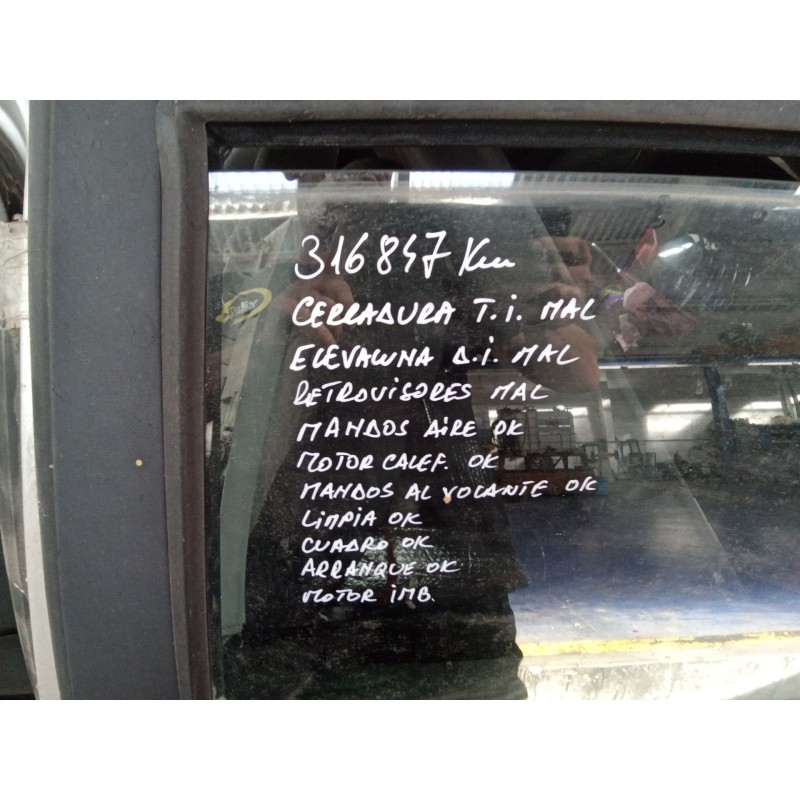 316847 Km
CERRADURA T.i. MAL
ELEVALUNA D.i. MAL
RETROViSORES MAL
MANDOS AiRE OK
MOTOR CALEF. OK
MANDOS AL VOLANTE OK
LiMPiA OK
CUADRO OK
ARRANQUE OK
MOTOR iMB.